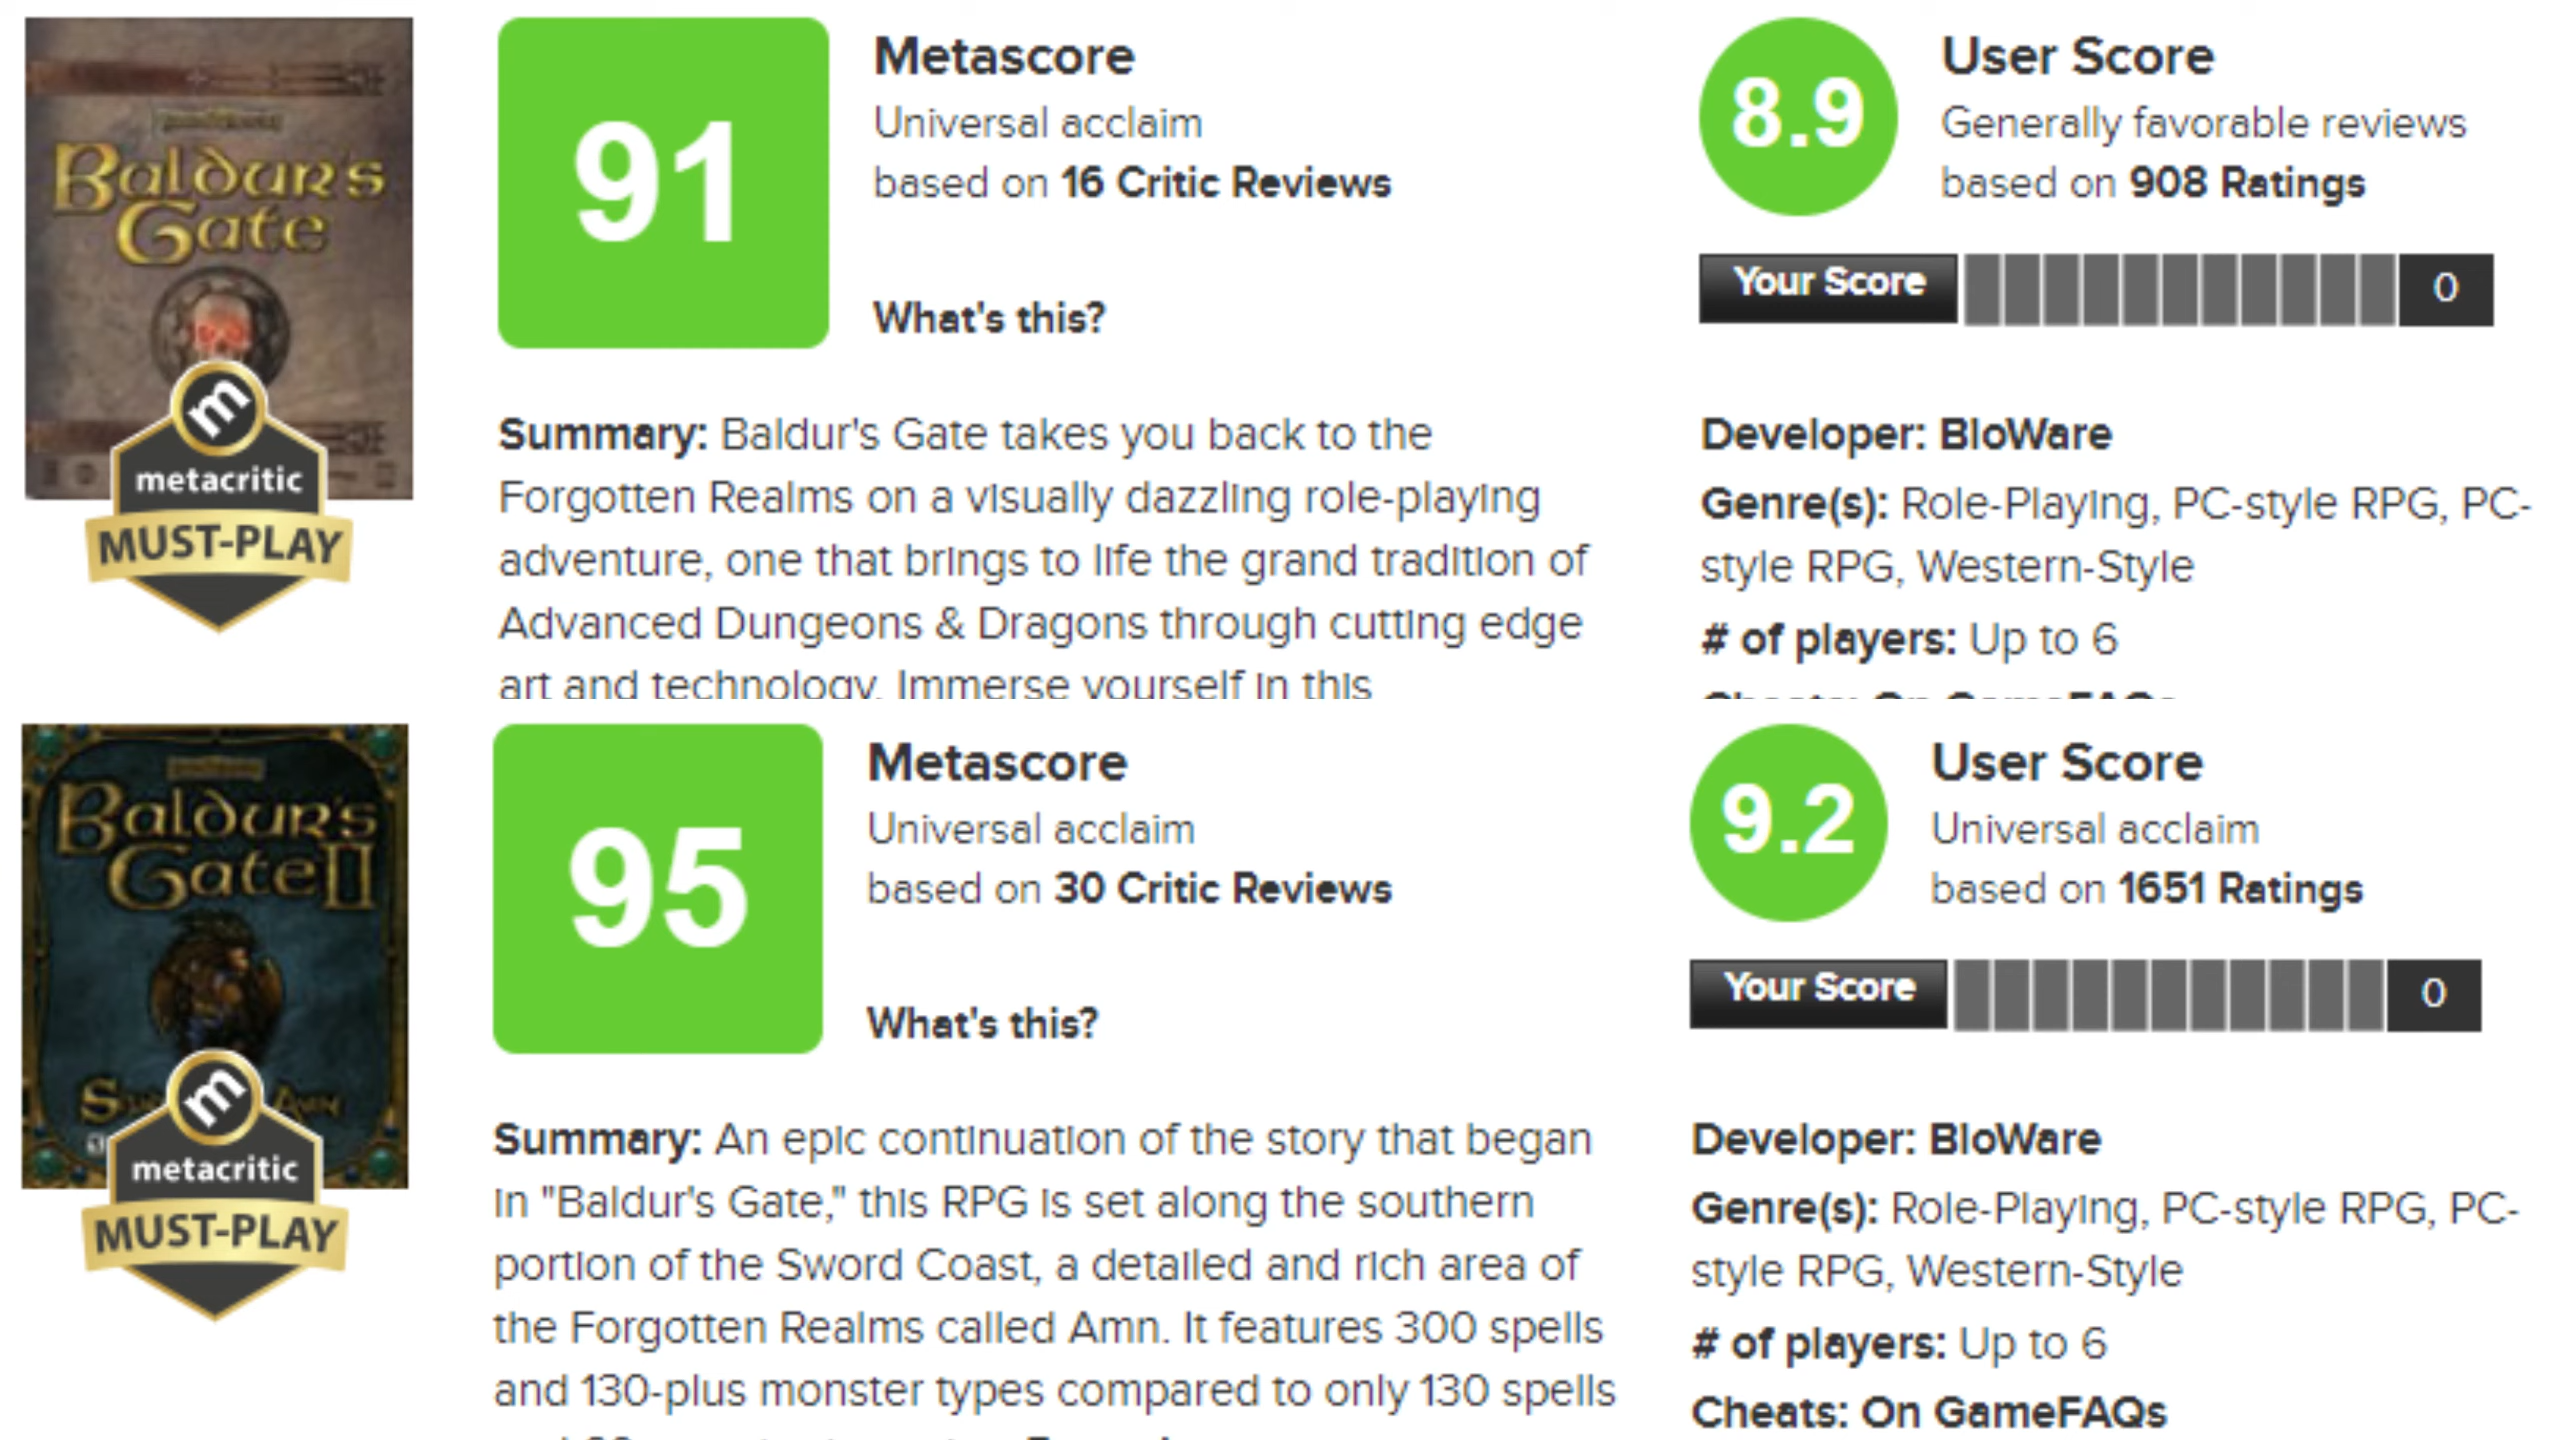 Baldur's
Gate
metacritic
MUST-PLAY
91
Metascore
Universal acclaim
based on 16 Critic Reviews
What's this?
Summary: Baldur's Gate takes you back to the
Forgotten Realms on a visually dazzling role-playing
adventure, one that brings to life the grand tradition of
Advanced Dungeons & Dragons through cutting edge
art and technology. Immerse yourself in this
8.9
User Score
Generally favorable reviews
based on 908 Ratings
Your Score
0
Developer: BioWare
Genre(s): Role-Playing, PC-style RPG, PC-
style RPG, Western-Style
# of players: Up to 6
Cheats: On GameFAQs
Baldur's
Gate II
metacritic
MUST-PLAY
95
Metascore
Universal acclaim
based on 30 Critic Reviews
What's this?
Summary: An epic continuation of the story that began
in "Baldur's Gate," this RPG is set along the southern
portion of the Sword Coast, a detailed and rich area of
the Forgotten Realms called Amn. It features 300 spells
and 130-plus monster types compared to only 130 spells
9.2
User Score
Universal acclaim
based on 1651 Ratings
Your Score
0
Developer: BioWare
Genre(s): Role-Playing, PC-style RPG, PC-
style RPG, Western-Style
# of players: Up to 6
Cheats: On GameFAQs